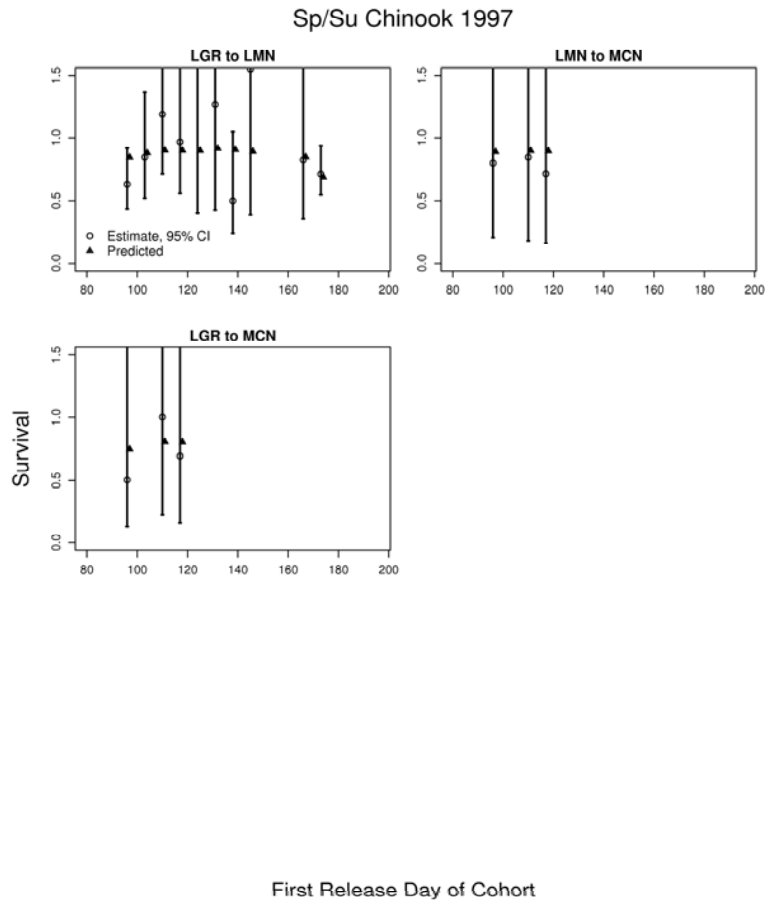 Sp/Su Chinook 1997
LGR to LMN
LMN to MCN
1.5
1.0
0.5
0.0
Estimate, 95% CI
Predicted
80 100 120 140 160 180 200
1.5
1.0
0.5
0.0
80 100 120 140 160 180 200
LGR to MCN
Survival
1.5
1.0
0.5
0.0
80 100 120 140 160 180 200
First Release Day of Cohort